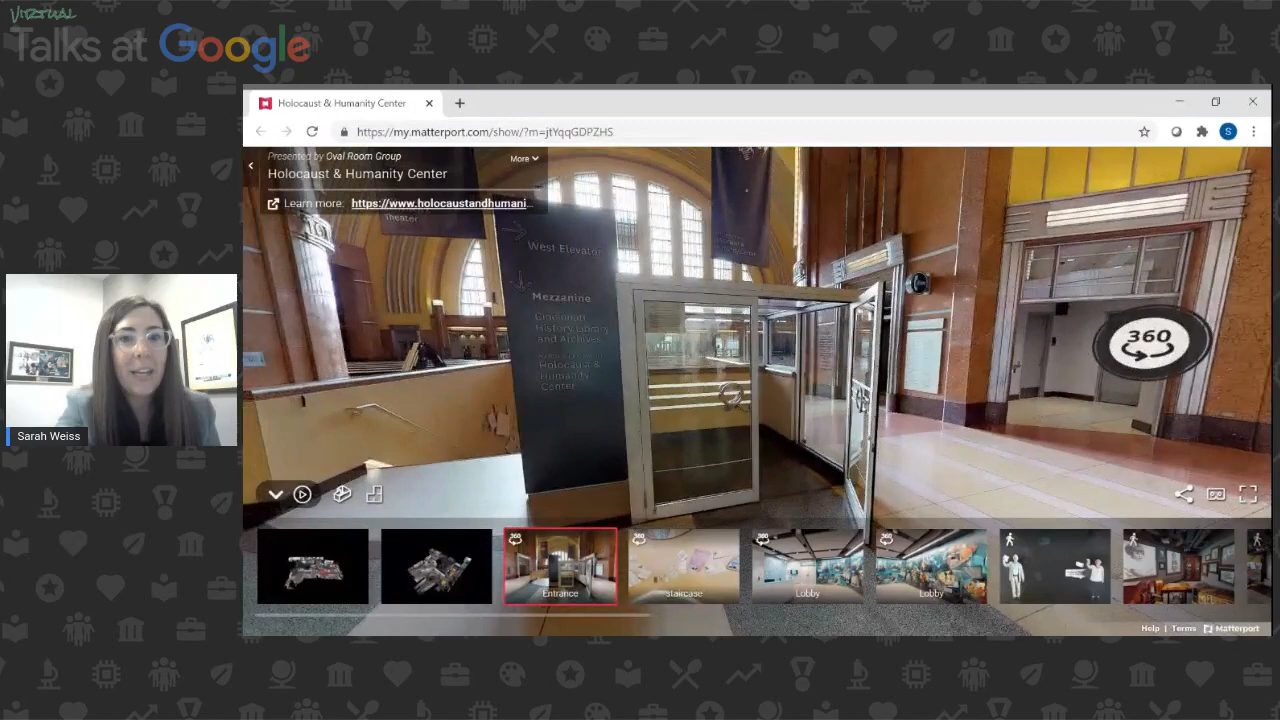 VIRTUAL
Talks at Google
Holocaust & Humanity Center
https://my.matterport.com/show/?m=jtYqqGDPZHS
S
Presented by Oval Room Group
More
Holocaust & Humanity Center
Learn more: https://www.holocaustandhumani...
Theater
West Elevator
Mezzanine
Cincinnati
History Library
and Archives
Holocaust &
Humanity
Center
360
Sarah Weiss
Entrance
staircase
Lobby
Lobby
Help | Terms Matterport